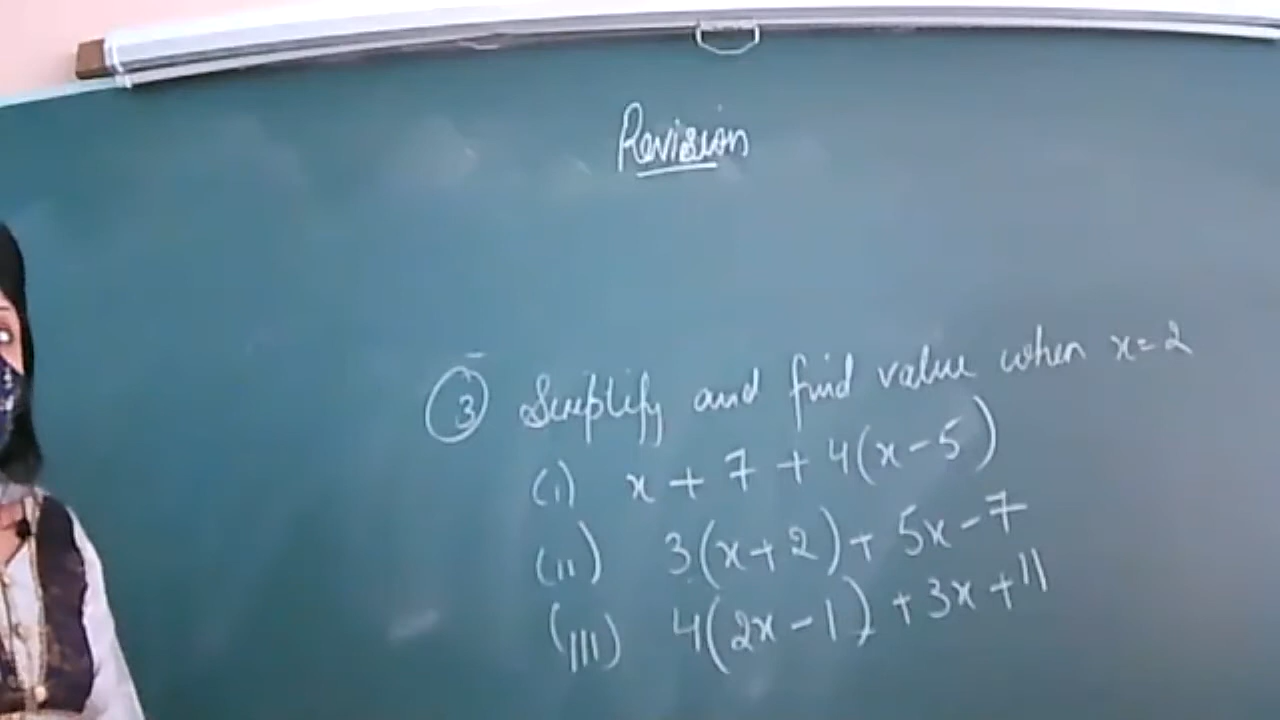 Revision
③ Simplify and find value when x=2
(i) x + 7 + 4(x-5)
(ii) 3(x+2)+ 5x-7
(iii) 4(2x-1)+3x+11